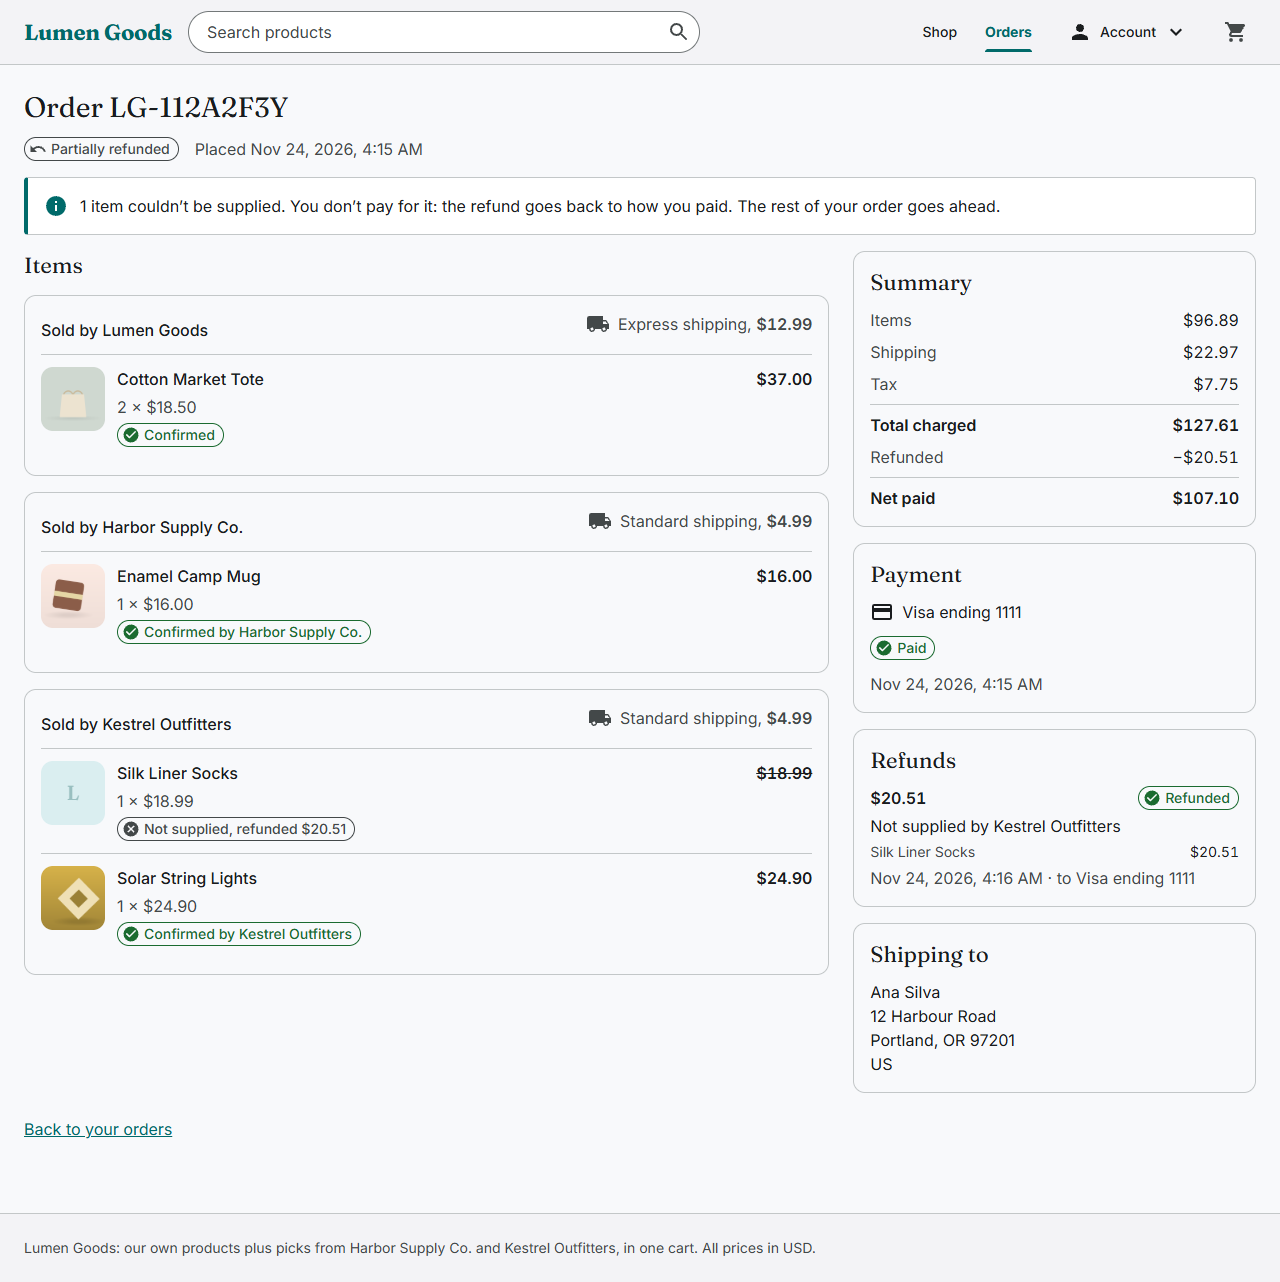 Lumen Goods
Search products
Shop
Orders
Account
Order LG-112A2F3Y
Partially refunded
Placed Nov 24, 2026, 4:15 AM
1 item couldn’t be supplied. You don’t pay for it: the refund goes back to how you paid. The rest of your order goes ahead.
Items
Sold by Lumen Goods
Express shipping, $12.99
Cotton Market Tote
$37.00
2 × $18.50
Confirmed
Sold by Harbor Supply Co.
Standard shipping, $4.99
Enamel Camp Mug
$16.00
1 × $16.00
Confirmed by Harbor Supply Co.
Sold by Kestrel Outfitters
Standard shipping, $4.99
L
Silk Liner Socks
$18.99
1 × $18.99
Not supplied, refunded $20.51
Solar String Lights
$24.90
1 × $24.90
Confirmed by Kestrel Outfitters
Summary
Items $96.89
Shipping $22.97
Tax $7.75
Total charged $127.61
Refunded −$20.51
Net paid $107.10
Payment
Visa ending 1111
Paid
Nov 24, 2026, 4:15 AM
Refunds
$20.51 Refunded
Not supplied by Kestrel Outfitters
Silk Liner Socks $20.51
Nov 24, 2026, 4:16 AM · to Visa ending 1111
Shipping to
Ana Silva
12 Harbour Road
Portland, OR 97201
US
Back to your orders
Lumen Goods: our own products plus picks from Harbor Supply Co. and Kestrel Outfitters, in one cart. All prices in USD.